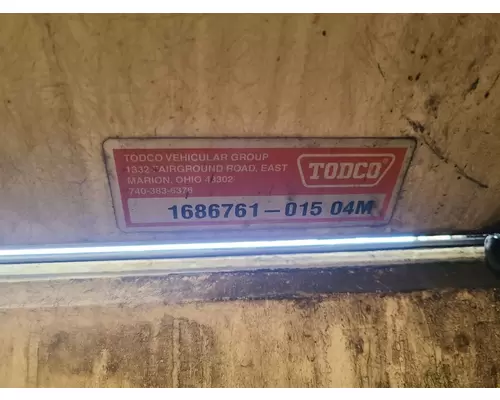 TODCO VEHICULAR GROUP
1332 FAIRGROUND ROAD, EAST
MARION, OHIO 43302
740-383-6376
TODCO
1686761-015 04M